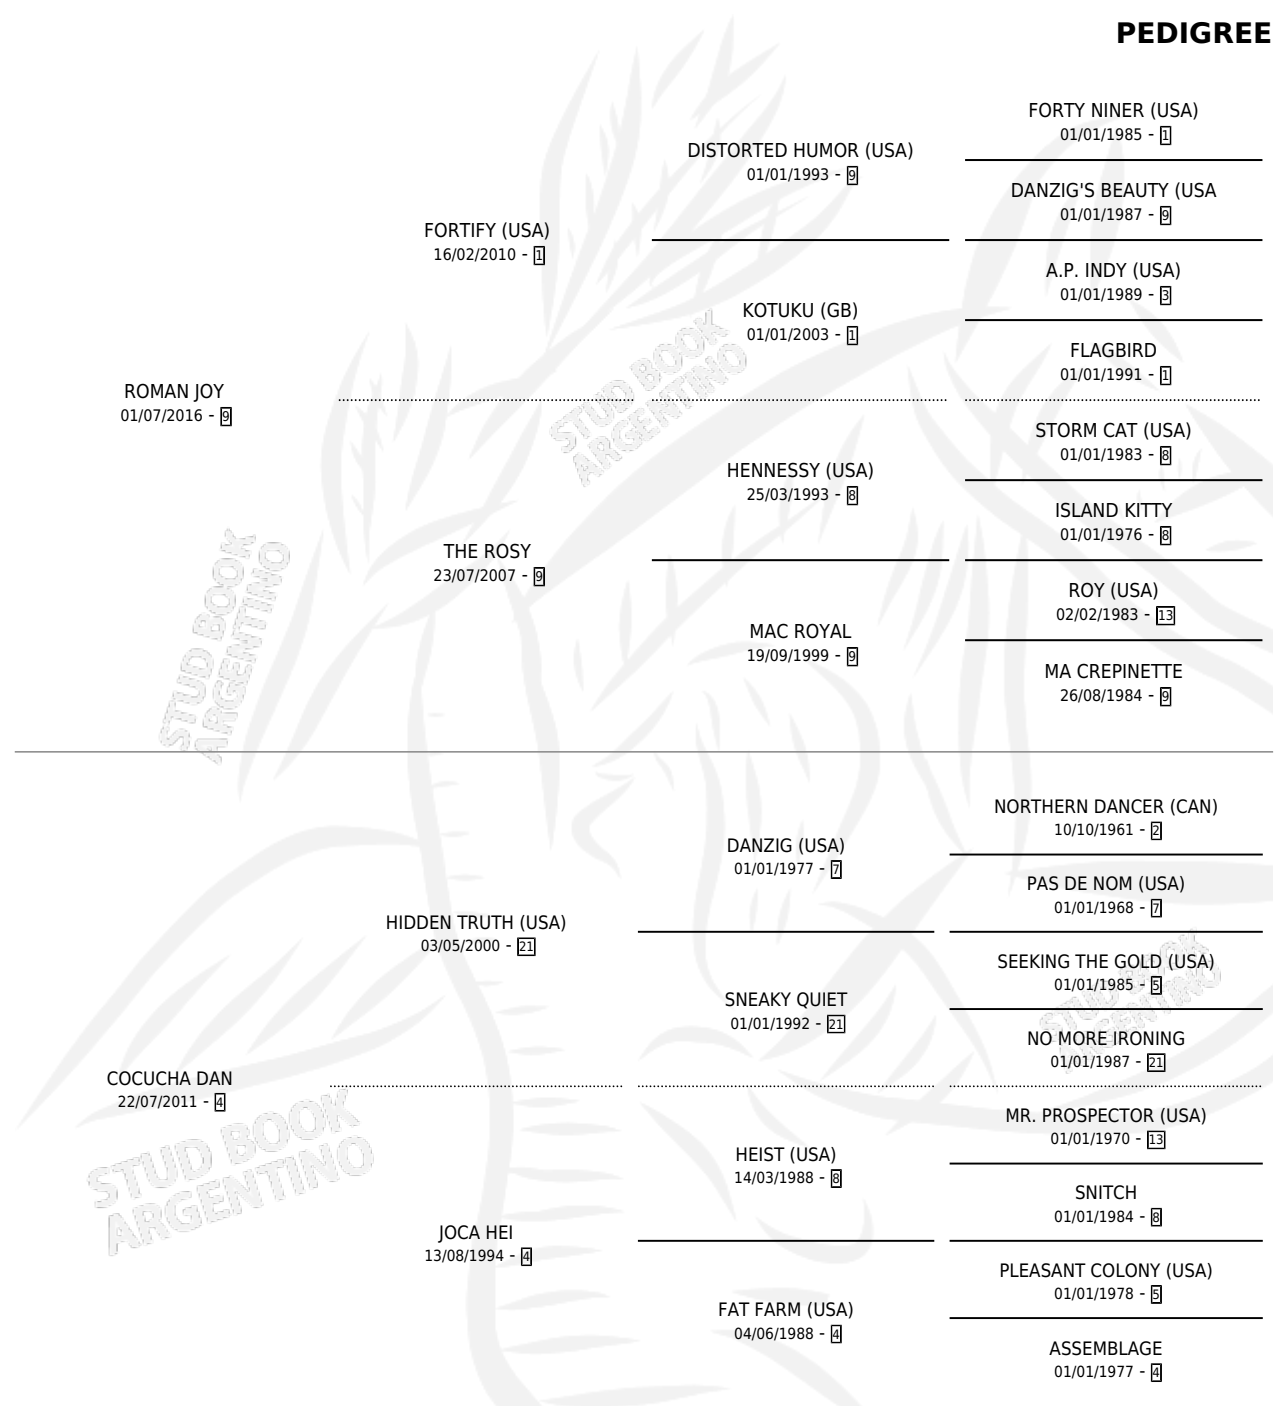 PEDIGREE
FORTY NINER (USA)
01/01/1985 - 1
DISTORTED HUMOR (USA)
01/01/1993 - 9
DANZIG'S BEAUTY (USA
01/01/1987 - 9
FORTIFY (USA)
16/02/2010 - 1
A.P. INDY (USA)
01/01/1989 - 3
KOTUKU (GB)
01/01/2003 - 1
FLAGBIRD
01/01/1991 - 1
ROMAN JOY
01/07/2016 - 9
STORM CAT (USA)
01/01/1983 - 8
HENNESSY (USA)
25/03/1993 - 8
ISLAND KITTY
01/01/1976 - 8
THE ROSY
23/07/2007 - 9
ROY (USA)
02/02/1983 - 13
MAC ROYAL
19/09/1999 - 9
MA CREPINETTE
26/08/1984 - 9
NORTHERN DANCER (CAN)
10/10/1961 - 2
DANZIG (USA)
01/01/1977 - 7
PAS DE NOM (USA)
01/01/1968 - 7
HIDDEN TRUTH (USA)
03/05/2000 - 21
SEEKING THE GOLD (USA)
01/01/1985 - 5
SNEAKY QUIET
01/01/1992 - 21
NO MORE IRONING
01/01/1987 - 21
COCUCHA DAN
22/07/2011 - 4
MR. PROSPECTOR (USA)
01/01/1970 - 13
HEIST (USA)
14/03/1988 - 8
SNITCH
01/01/1984 - 8
JOCA HEI
13/08/1994 - 4
PLEASANT COLONY (USA)
01/01/1978 - 5
FAT FARM (USA)
04/06/1988 - 4
ASSEMBLAGE
01/01/1977 - 4
STUD BOOK
ARGENTINO
STUD BOOK
ARGENTINO
STUD BOOK
ARGENTINO
STUD BOOK
ARGENTINO